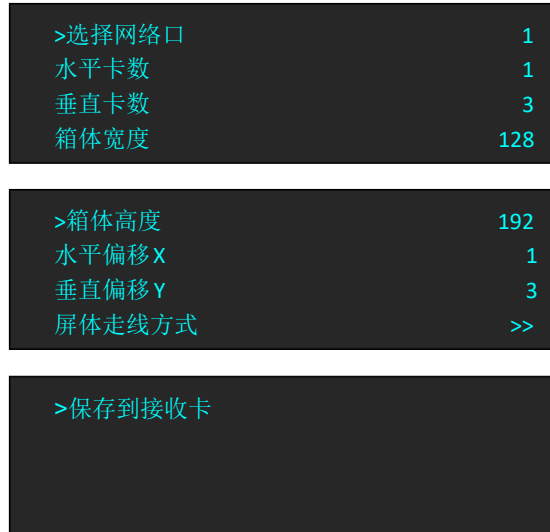 >选择网络口 1
水平卡数 1
垂直卡数 3
箱体宽度 128
>箱体高度 192
水平偏移X 1
垂直偏移Y 3
屏体走线方式 >>
>保存到接收卡